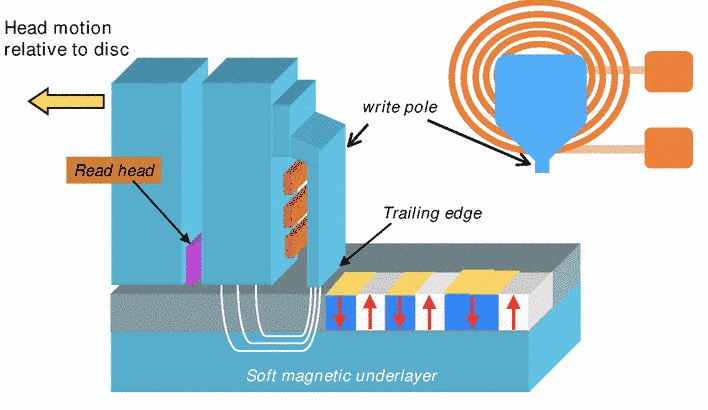 Head motion
relative to disc
write pole
Read head
Trailing edge
Soft magnetic underlayer